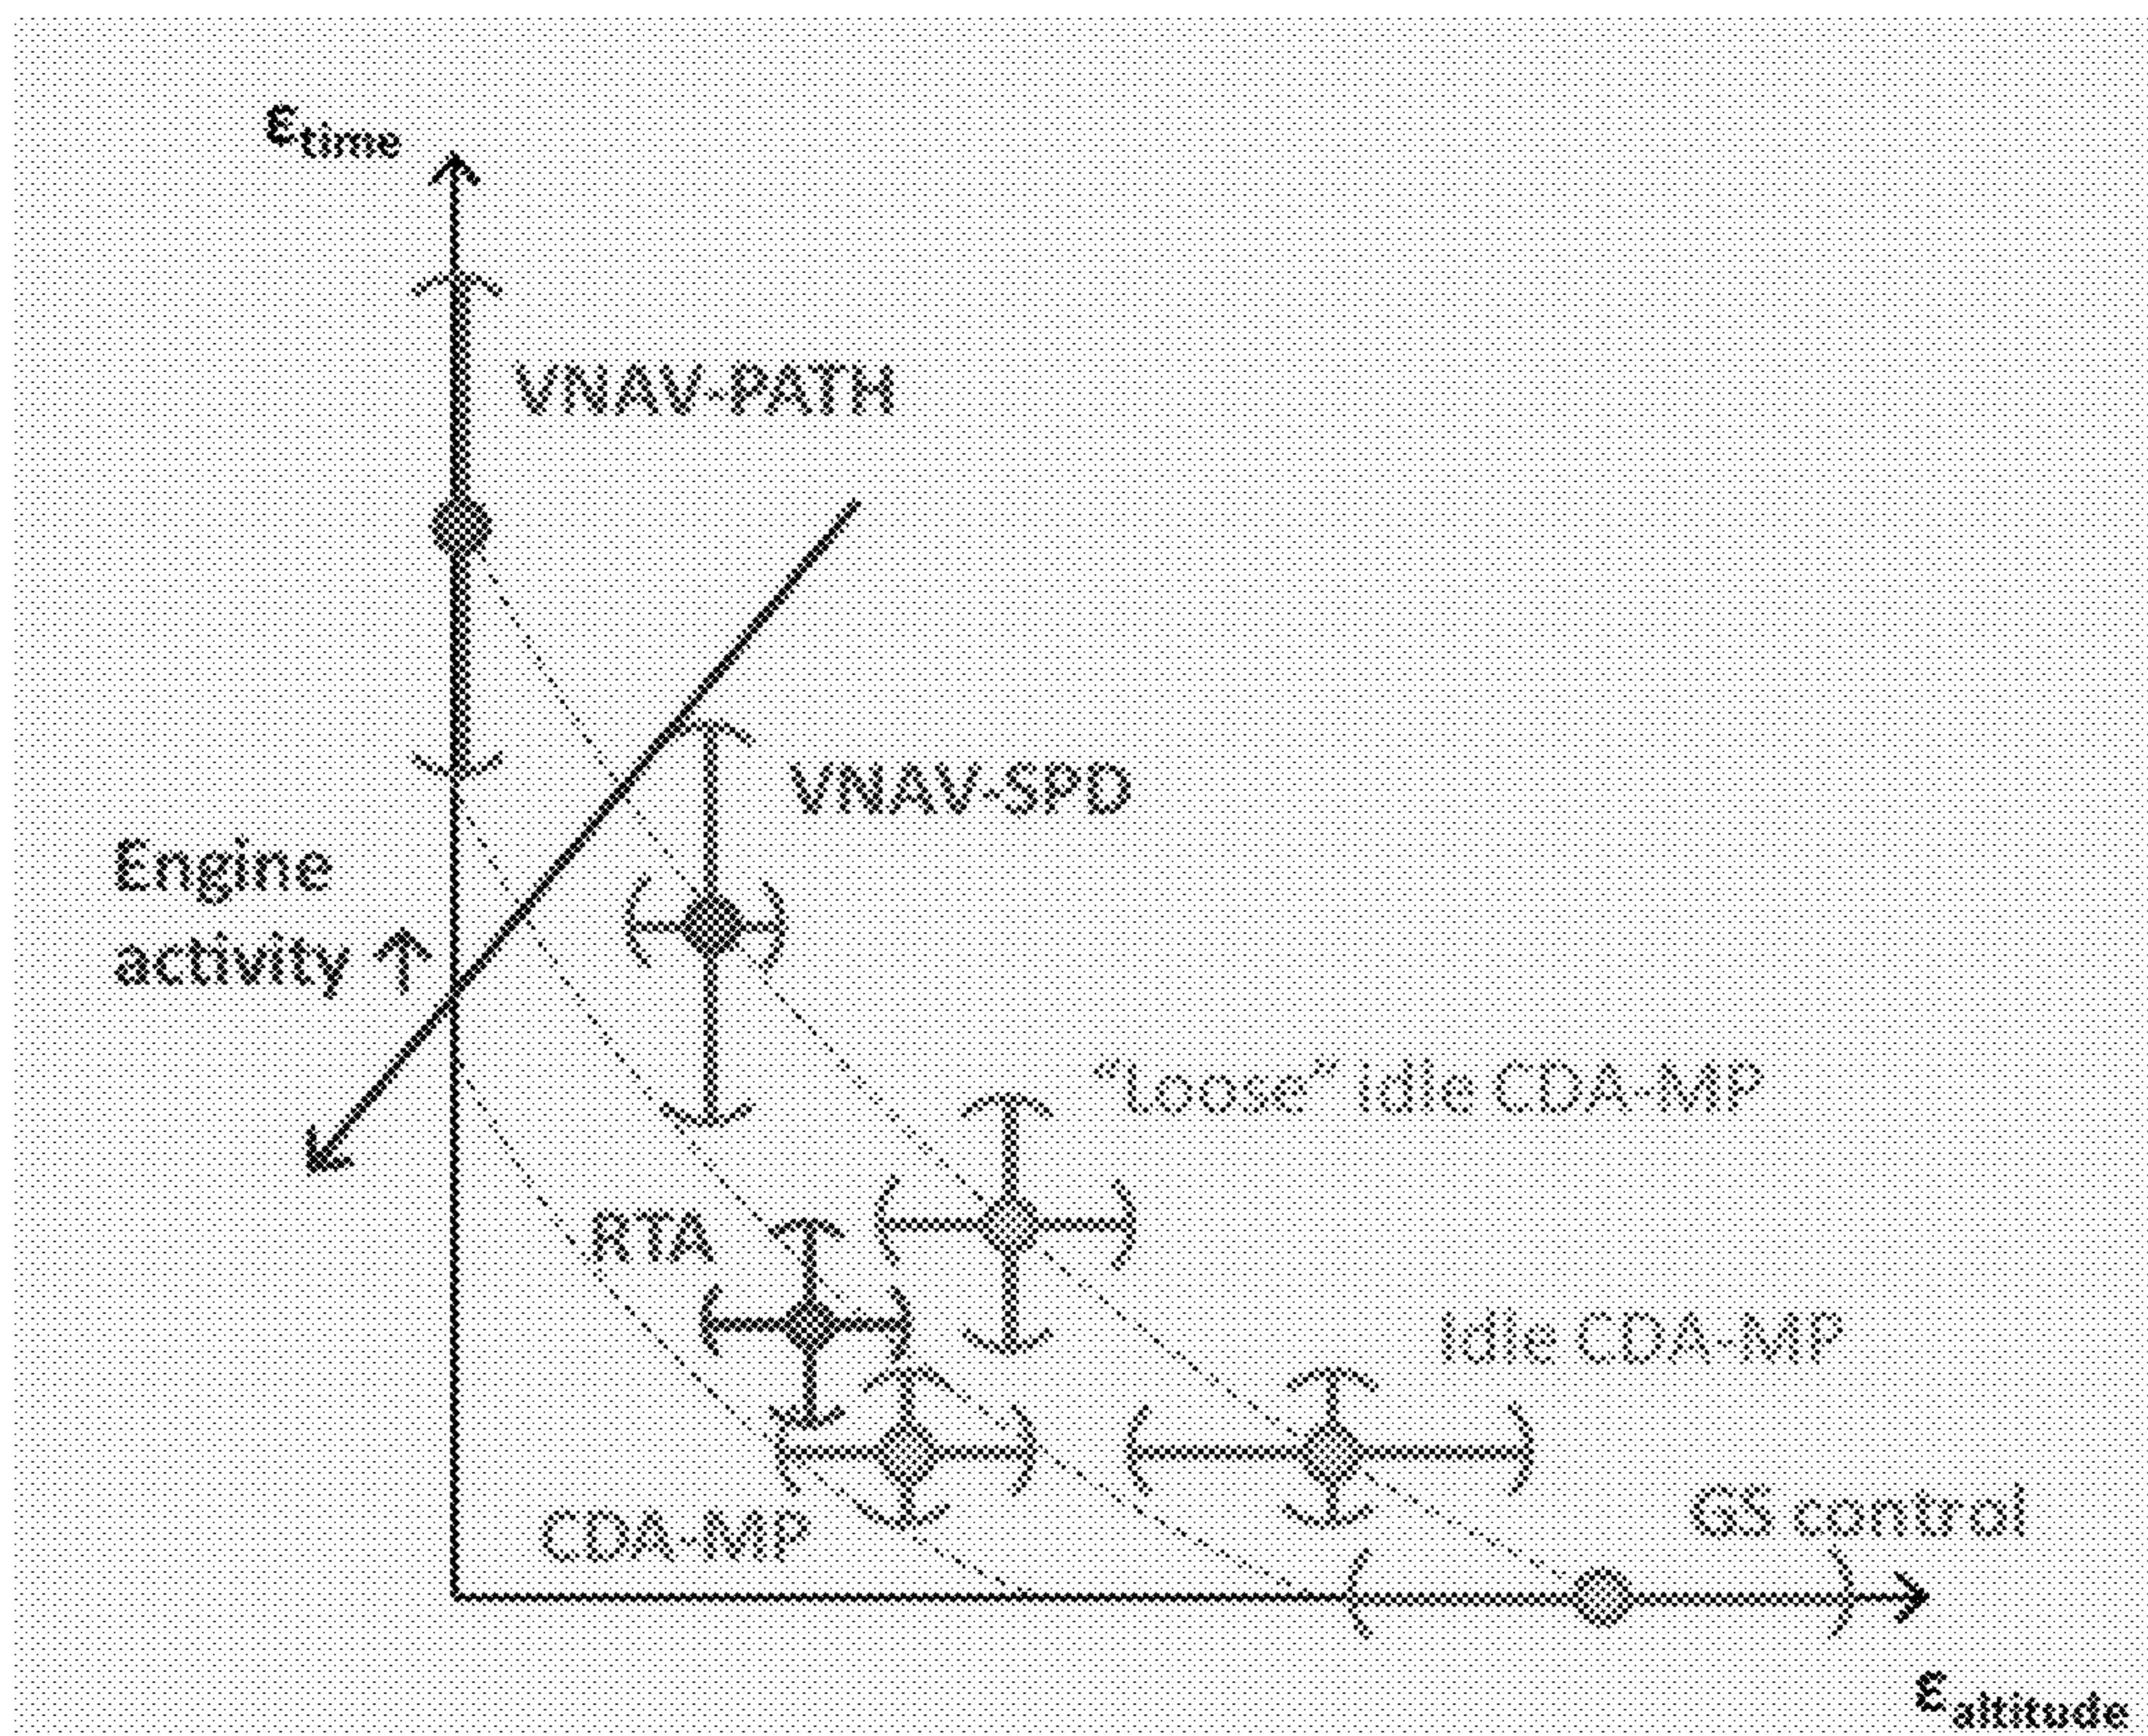 εtime
VNAV-PATH
VNAV-SPD
Engine
activity ↑
"Loose" idle CDA-MP
RTA
Idle CDA-MP
GS control
CDA-MP
εaltitude